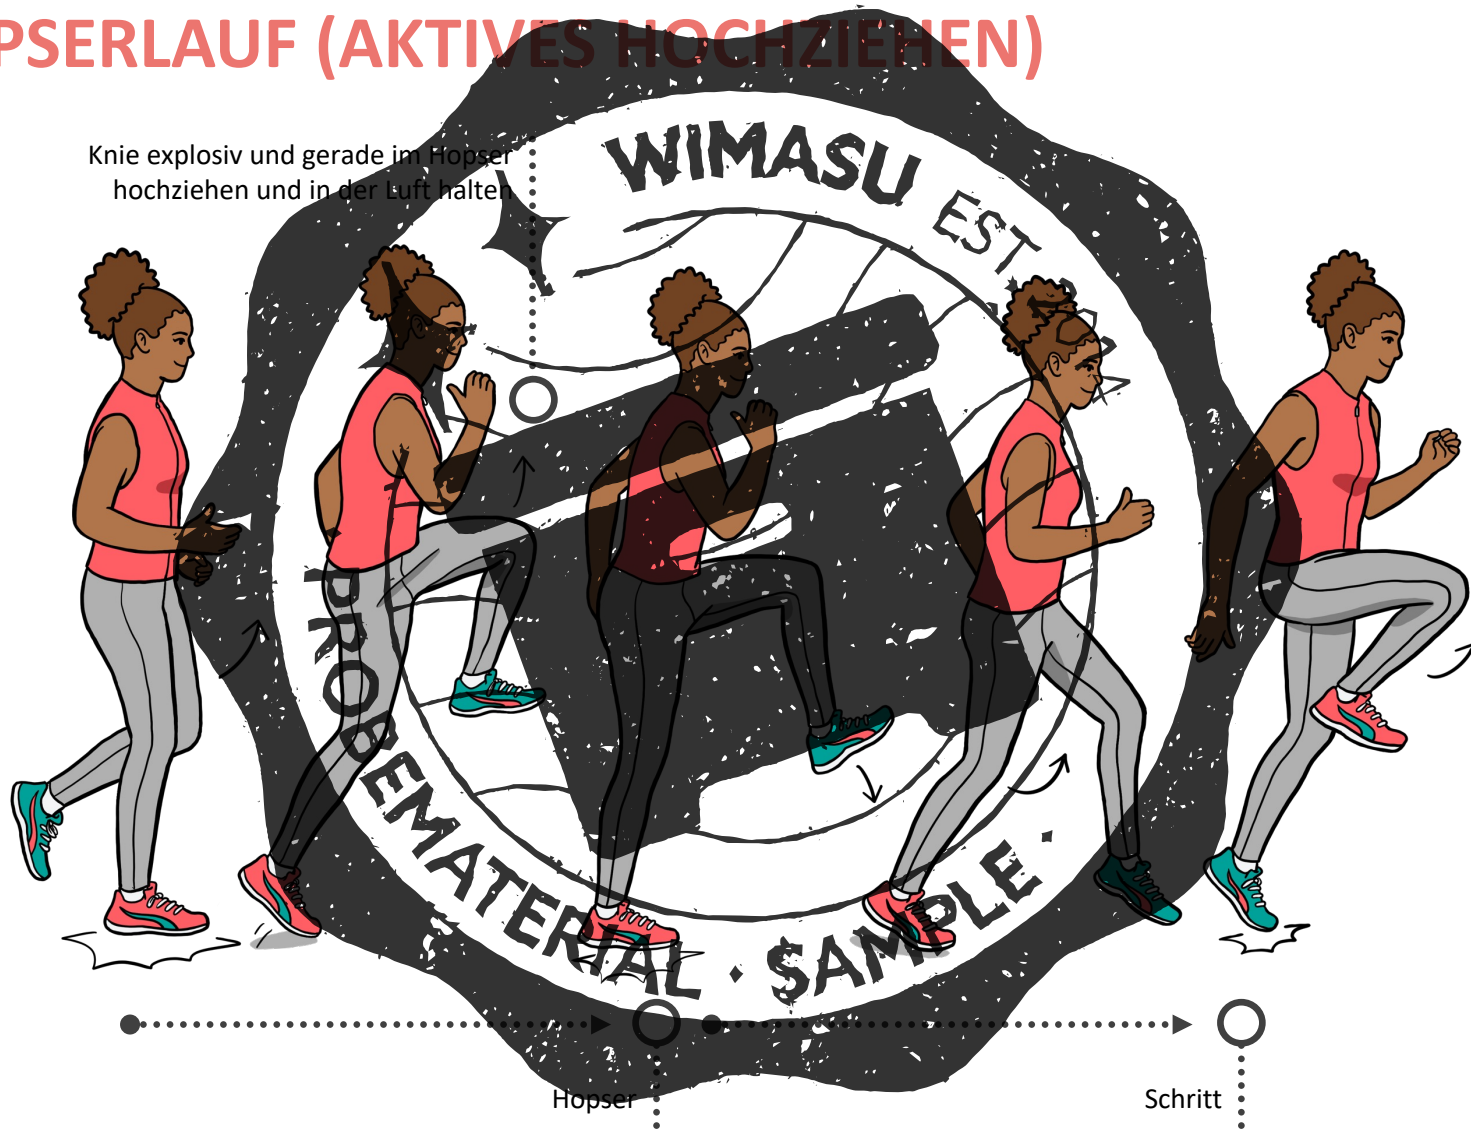 PSERLAUF (AKTIVES HOCHZIEHEN)
Knie explosiv und gerade im Hopser
hochziehen und in der Luft halten
WIMASU EST.
PROBEMATERIAL · SAMPLE ·
Hopser
Schritt